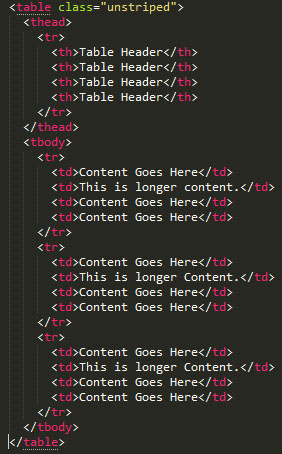 <table class="unstriped">
<thead>
<tr>
<th>Table Header</th>
<th>Table Header</th>
<th>Table Header</th>
<th>Table Header</th>
</tr>
</thead>
<tbody>
<tr>
<td>Content Goes Here</td>
<td>This is longer content.</td>
<td>Content Goes Here</td>
<td>Content Goes Here</td>
</tr>
<tr>
<td>Content Goes Here</td>
<td>This is longer Content.</td>
<td>Content Goes Here</td>
<td>Content Goes Here</td>
</tr>
<tr>
<td>Content Goes Here</td>
<td>This is longer Content.</td>
<td>Content Goes Here</td>
<td>Content Goes Here</td>
</tr>
</tbody>
</table>